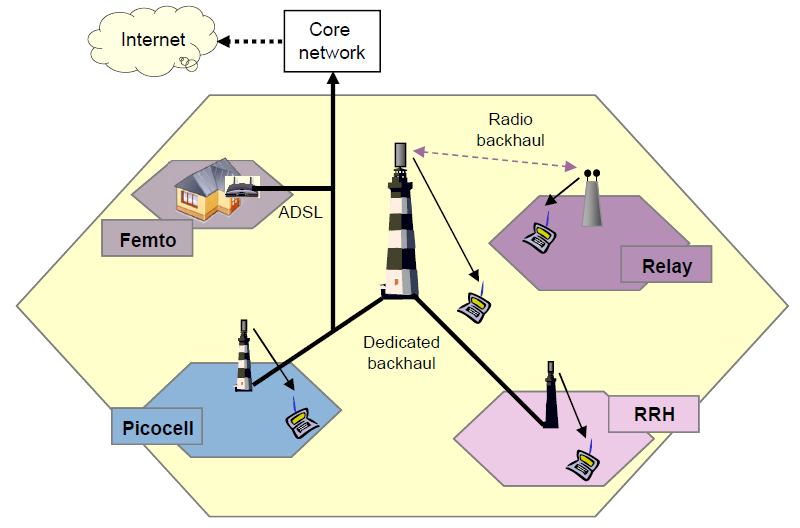 Internet
Core
network
Radio
backhaul
ADSL
Femto
Relay
Dedicated
backhaul
Picocell
RRH